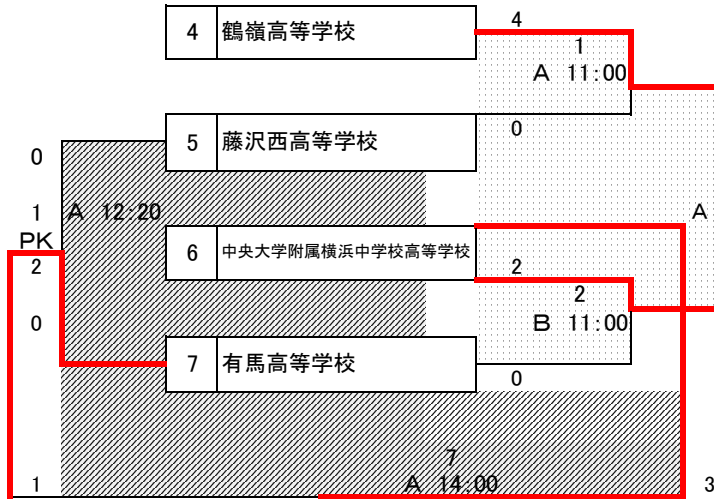 4 鶴嶺高等学校 4
1
A 11:00
5 藤沢西高等学校 0
0
1 A 12:20 A
PK
6 中央大学附属横浜中学校高等学校 2
2
2
0 B 11:00
7 有馬高等学校 0
7
1 A 14:00 3